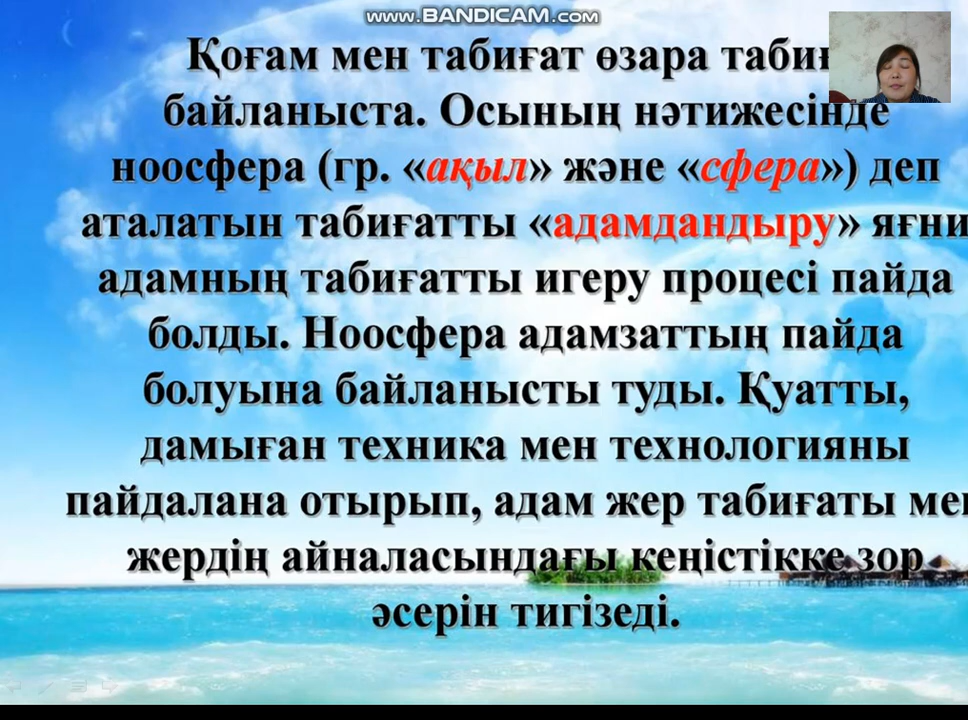 www.BANDICAM.com
Қоғам мен табиғат өзара
байланыста. Осының нәтижесінде
ноосфера (гр. «ақыл» және «сфера») деп
аталатын табиғатты «адамдандыру» яғни
адамның табиғатты игеру процесі пайда
болды. Ноосфера адамзаттың пайда
болуына байланысты туды. Қуатты,
дамыған техника мен технологияны
пайдалана отырып, адам жер табиғаты
жердің айналасындағы кеңістікке зор
әсерін тигізеді.